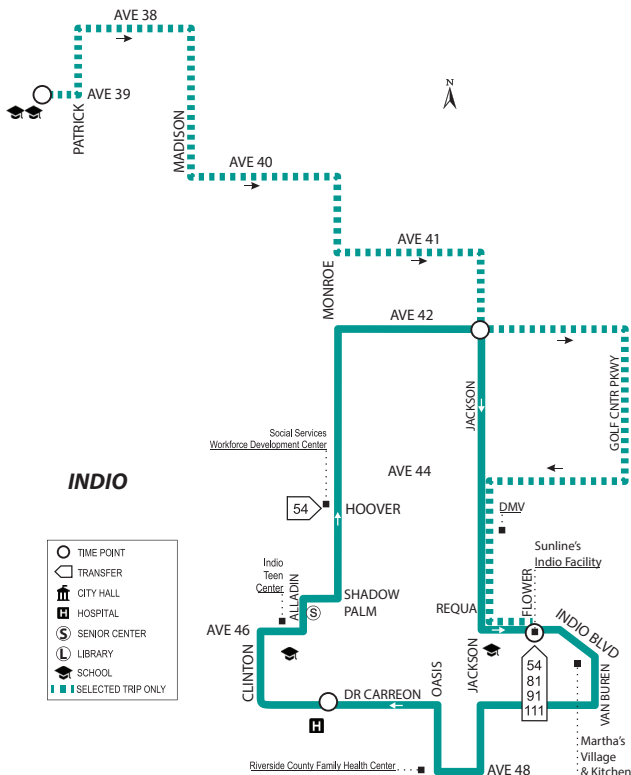 AVE 38
N
AVE 39
PATRICK
MADISON
AVE 40
AVE 41
MONROE
AVE 42
JACKSON
GOLF CNTR PKWY
Social Services
Workforce Development Center
AVE 44
INDIO
54
HOOVER
DMV
Sunline's
Indio Facility
TIME POINT
TRANSFER
CITY HALL
H HOSPITAL
S SENIOR CENTER
L LIBRARY
SCHOOL
SELECTED TRIP ONLY
Indio
Teen
Center
ALLADIN
S
SHADOW
PALM
REQUA
FLOWER
INDIO BLVD
AVE 46
CLINTON
OASIS
JACKSON
54
81
91
111
VAN BUREN
DR CARREON
H
Riverside County Family Health Center
AVE 48
Martha's
Village
& Kitchen